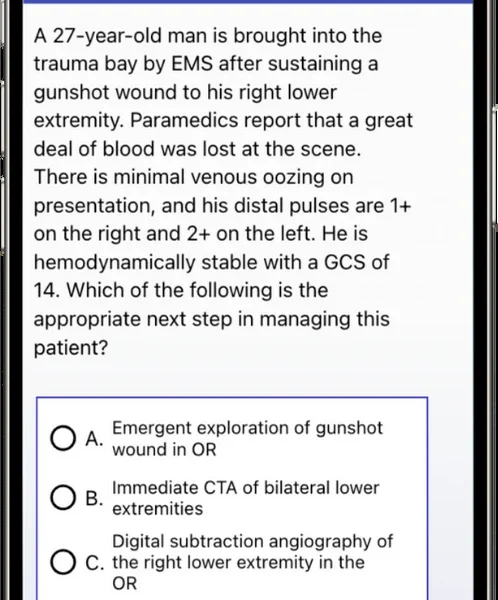 A 27-year-old man is brought into the
trauma bay by EMS after sustaining a
gunshot wound to his right lower
extremity. Paramedics report that a great
deal of blood was lost at the scene.
There is minimal venous oozing on
presentation, and his distal pulses are 1+
on the right and 2+ on the left. He is
hemodynamically stable with a GCS of
14. Which of the following is the
appropriate next step in managing this
patient?
A. Emergent exploration of gunshot
wound in OR
B. Immediate CTA of bilateral lower
extremities
Digital subtraction angiography of
C. the right lower extremity in the
OR